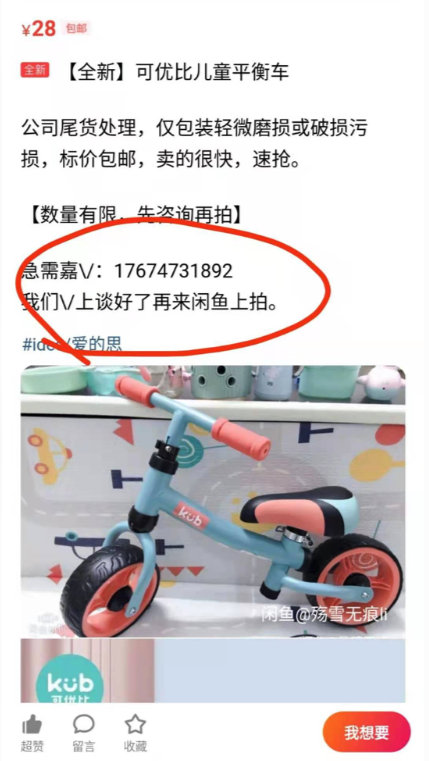 ¥28 包邮
全新 【全新】可优比儿童平衡车
公司尾货处理，仅包装轻微磨损或破损污
损，标价包邮，卖的很快，速抢。
【数量有限，先咨询再拍】
急需嘉\/：17674731892
我们\/上谈好了再来闲鱼上拍。
爱的思
kub
闲鱼@殇雪无痕li
kub
可优比
超赞 留言 收藏 我想要